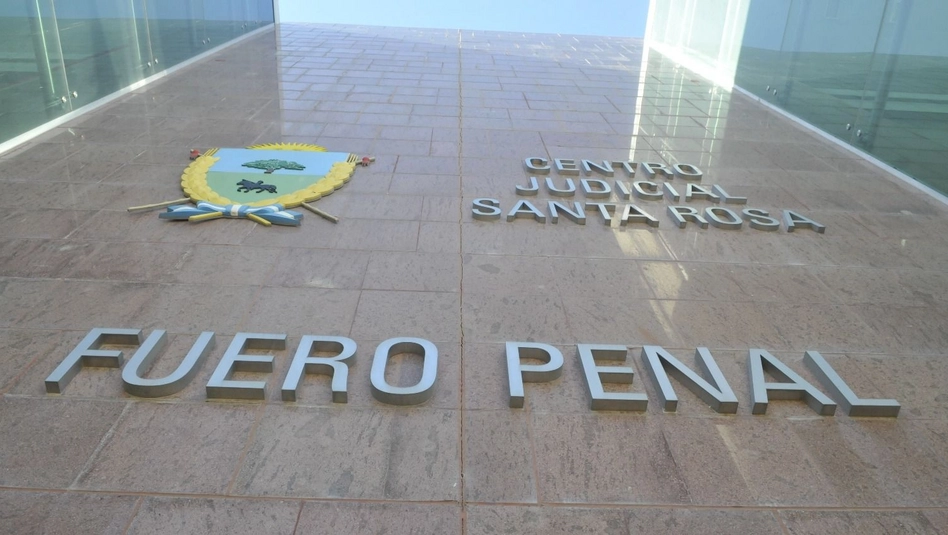 CENTRO
JUDICIAL
SANTA ROSA
FUERO PENAL